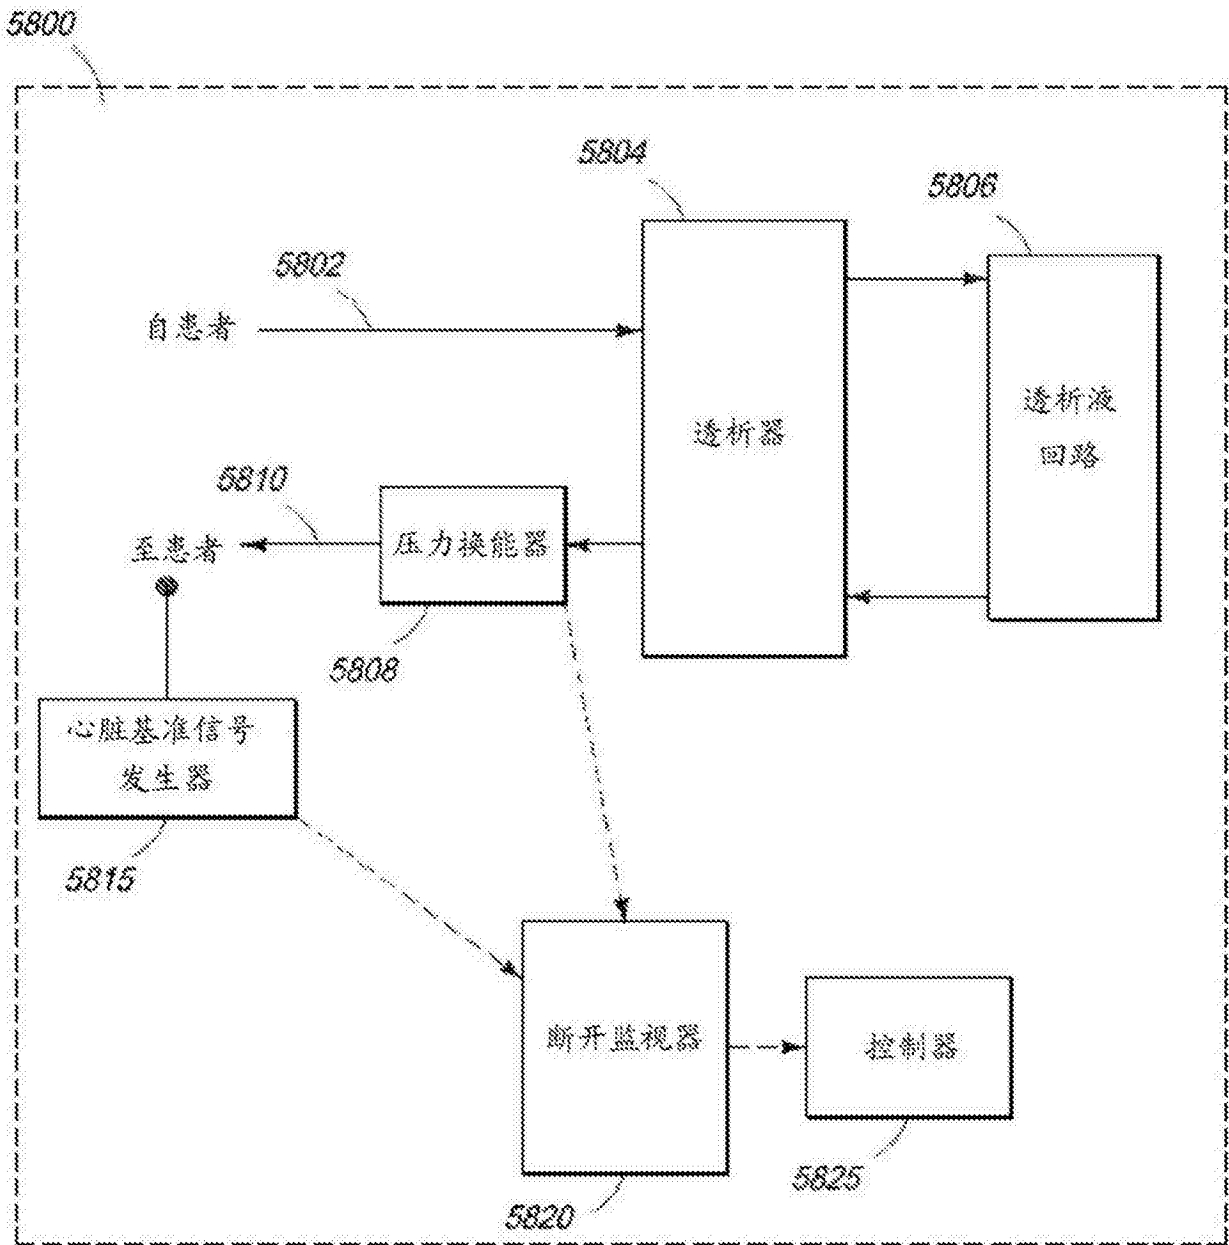 5800
5804
5806
5802
自患者
透析器
透析液
回路
5810
至患者
压力换能器
5808
心脏基准信号
发生器
5815
断开监视器
控制器
5825
5820